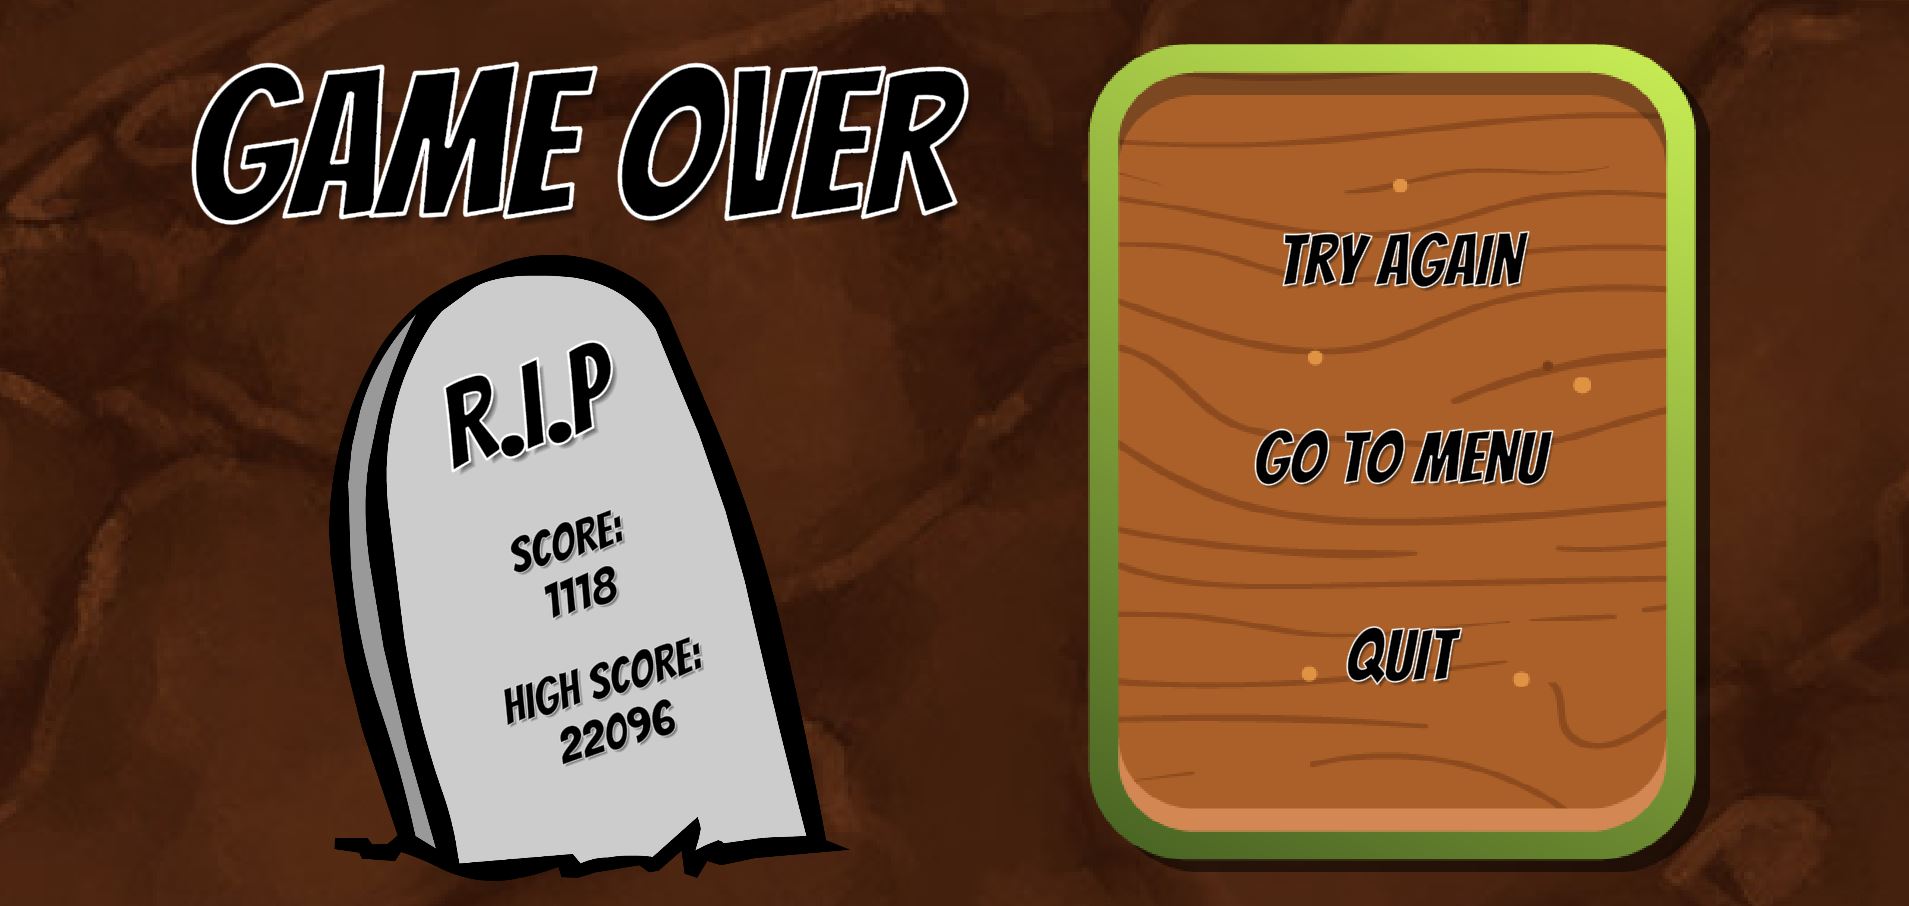 GAME OVER
R.I.P
SCORE:
1118
HIGH SCORE:
22096
TRY AGAIN
GO TO MENU
QUIT